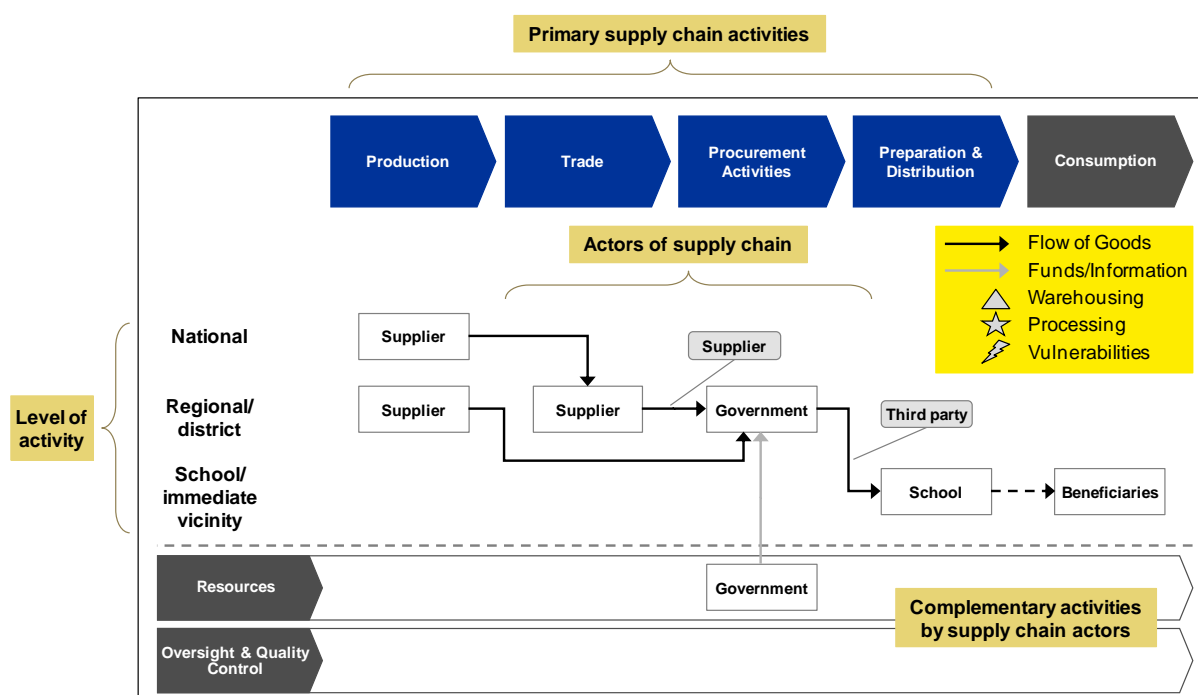 Primary supply chain activities
Production
Trade
Procurement
Activities
Preparation &
Distribution
Consumption
Actors of supply chain
Flow of Goods
Funds/Information
Warehousing
Processing
Vulnerabilities
Level of
activity
National
Supplier
Supplier
Regional/
district
Supplier
Supplier
Government
Third party
School/
immediate
vicinity
School
Beneficiaries
Resources
Government
Complementary activities
by supply chain actors
Oversight & Quality
Control